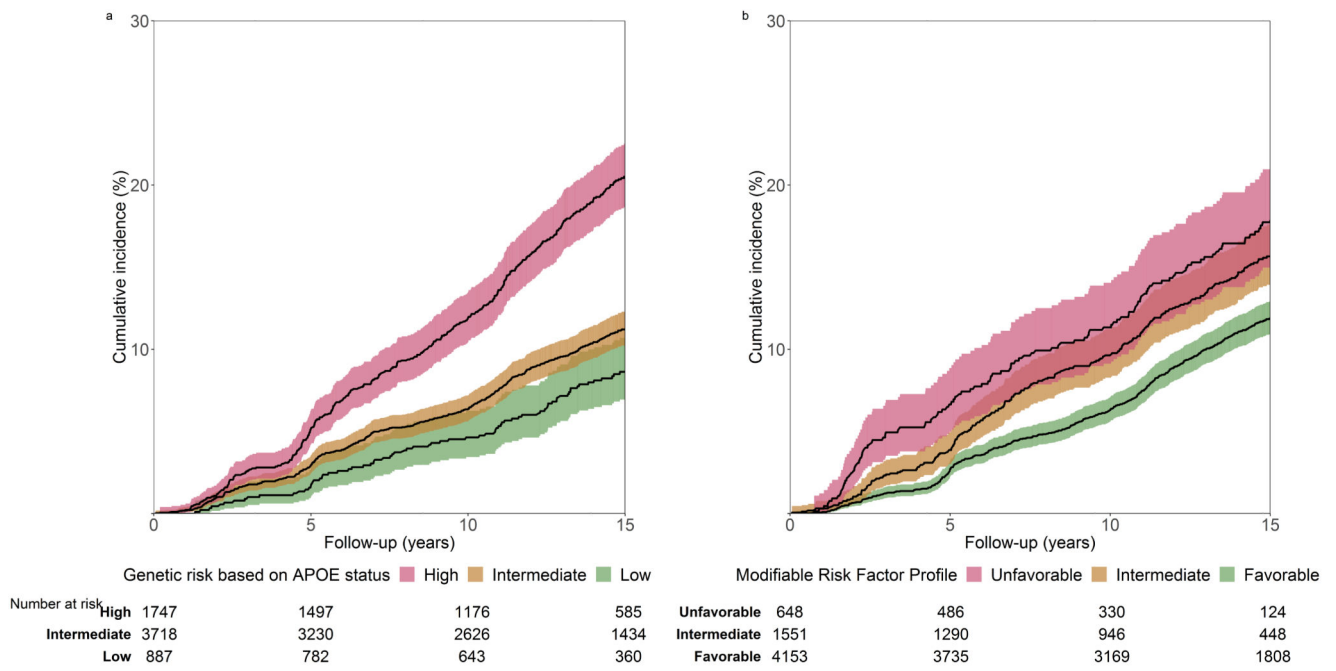 a
30
20
10
0
5
10
15
Cumulative incidence (%)
Follow-up (years)
Genetic risk based on APOE status High Intermediate Low
Number at risk
High 1747 1497 1176 585
Intermediate 3718 3230 2626 1434
Low 887 782 643 360
b
30
20
10
0
5
10
15
Cumulative incidence (%)
Follow-up (years)
Modifiable Risk Factor Profile Unfavorable Intermediate Favorable
Unfavorable 648 486 330 124
Intermediate 1551 1290 946 448
Favorable 4153 3735 3169 1808